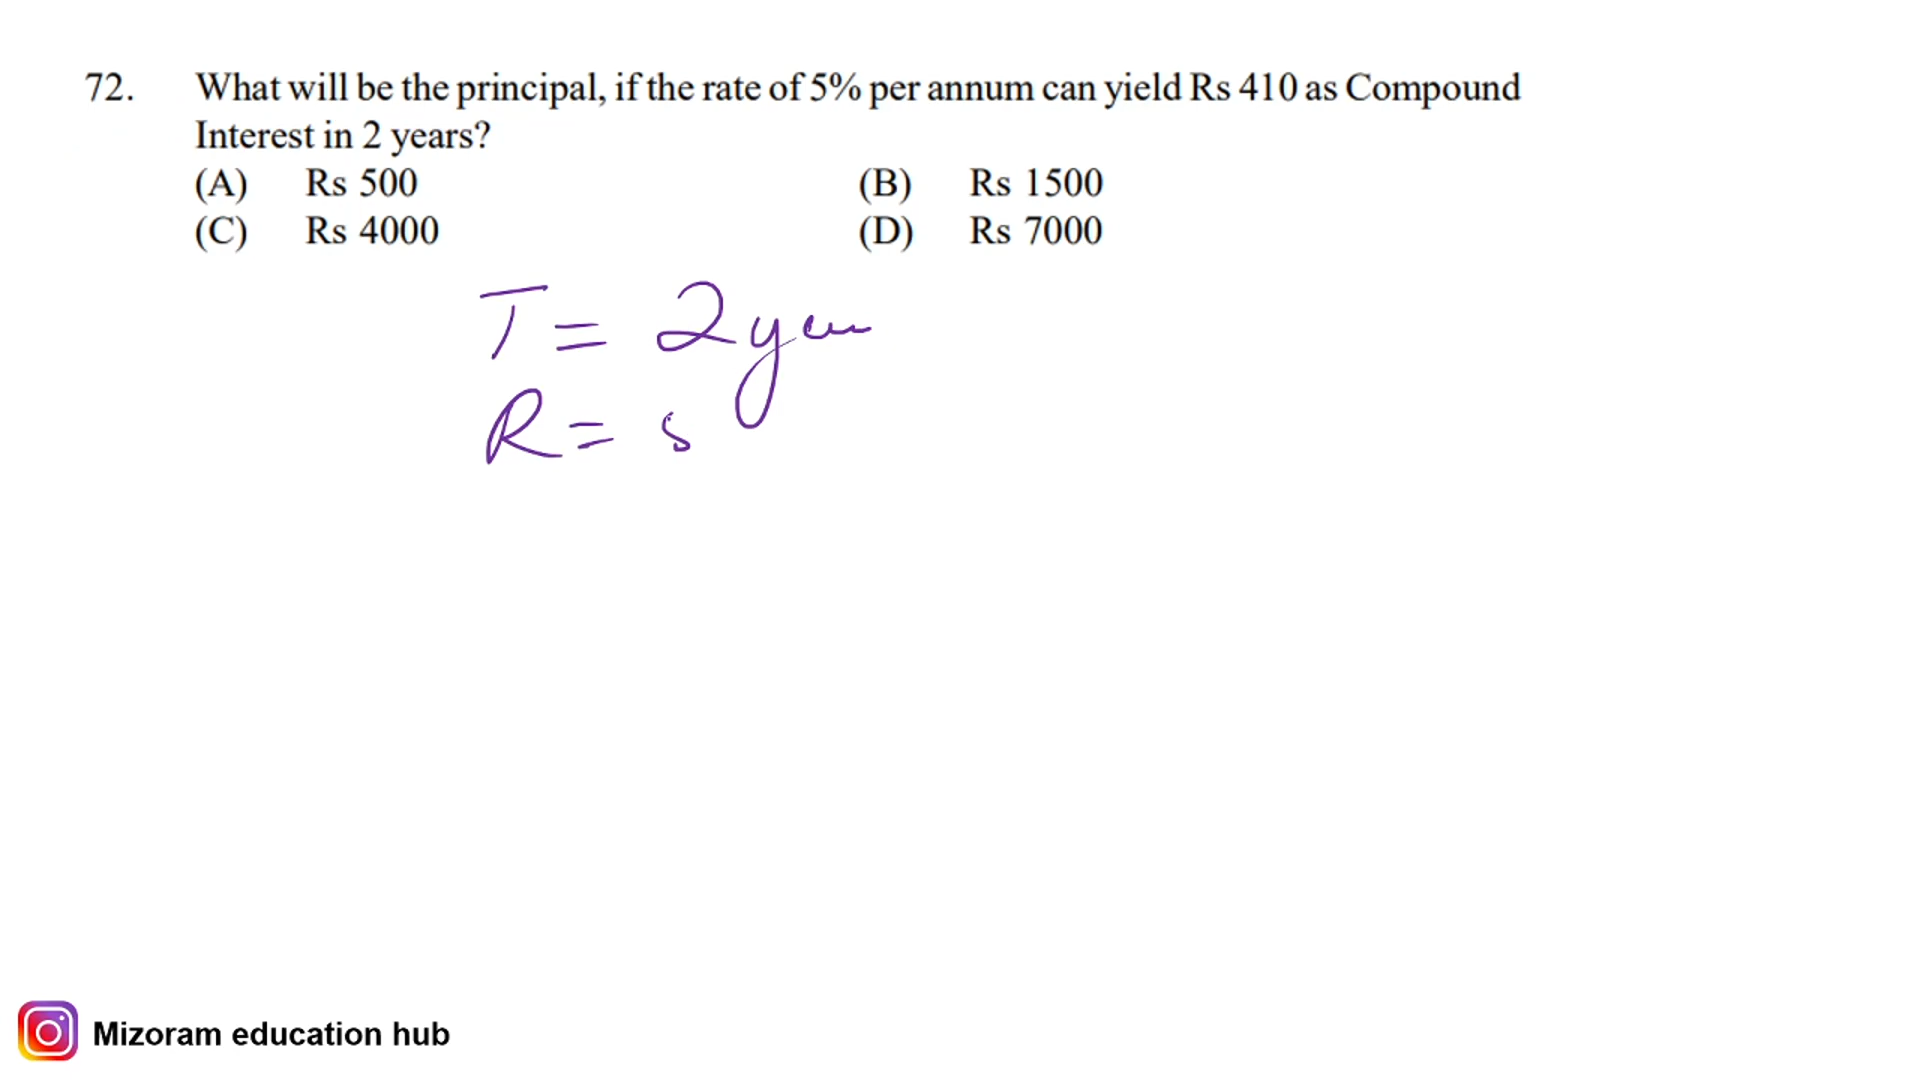 72. What will be the principal, if the rate of 5% per annum can yield Rs 410 as Compound
Interest in 2 years?
(A) Rs 500 (B) Rs 1500
(C) Rs 4000 (D) Rs 7000
T = 2
R = 5
Mizoram education hub